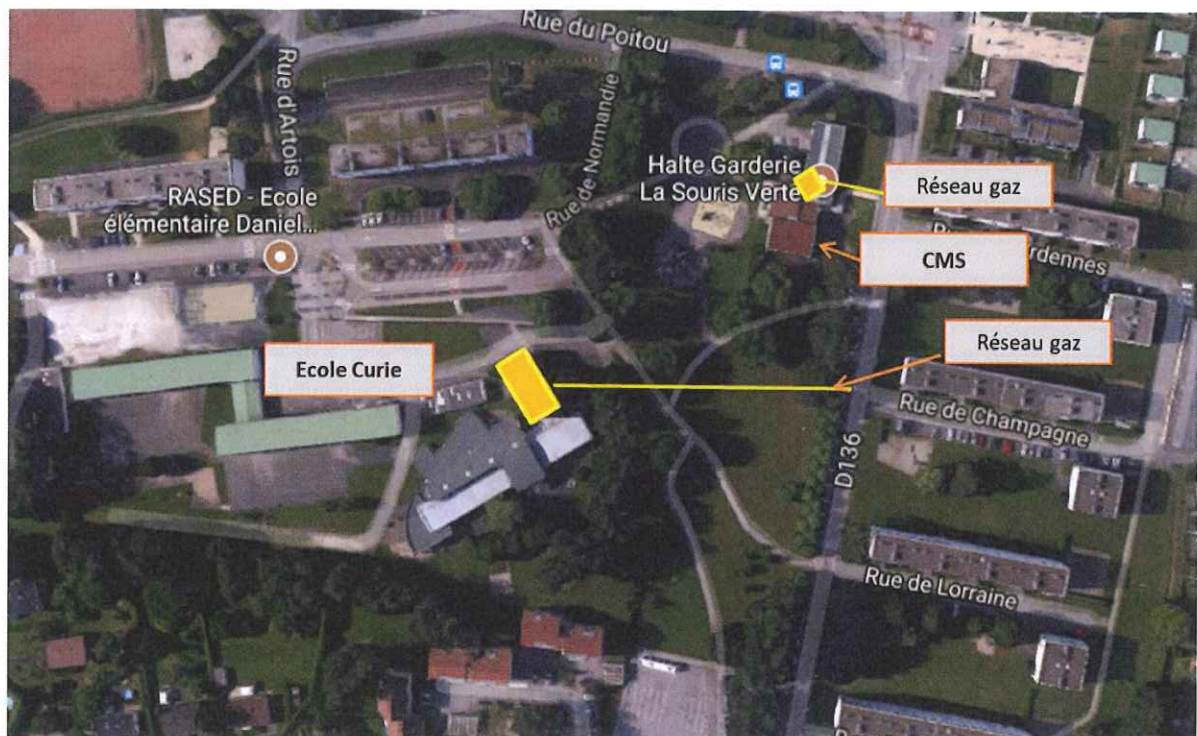 Rue du Poitou
Rue d'Artois
Rue de Normandie
Halte Garderie
La Souris Verte
Réseau gaz
RASED - Ecole
élémentaire Daniel...
CMS
rdennes
Réseau gaz
Ecole Curie
Rue de Champagne
D136
Rue de Lorraine